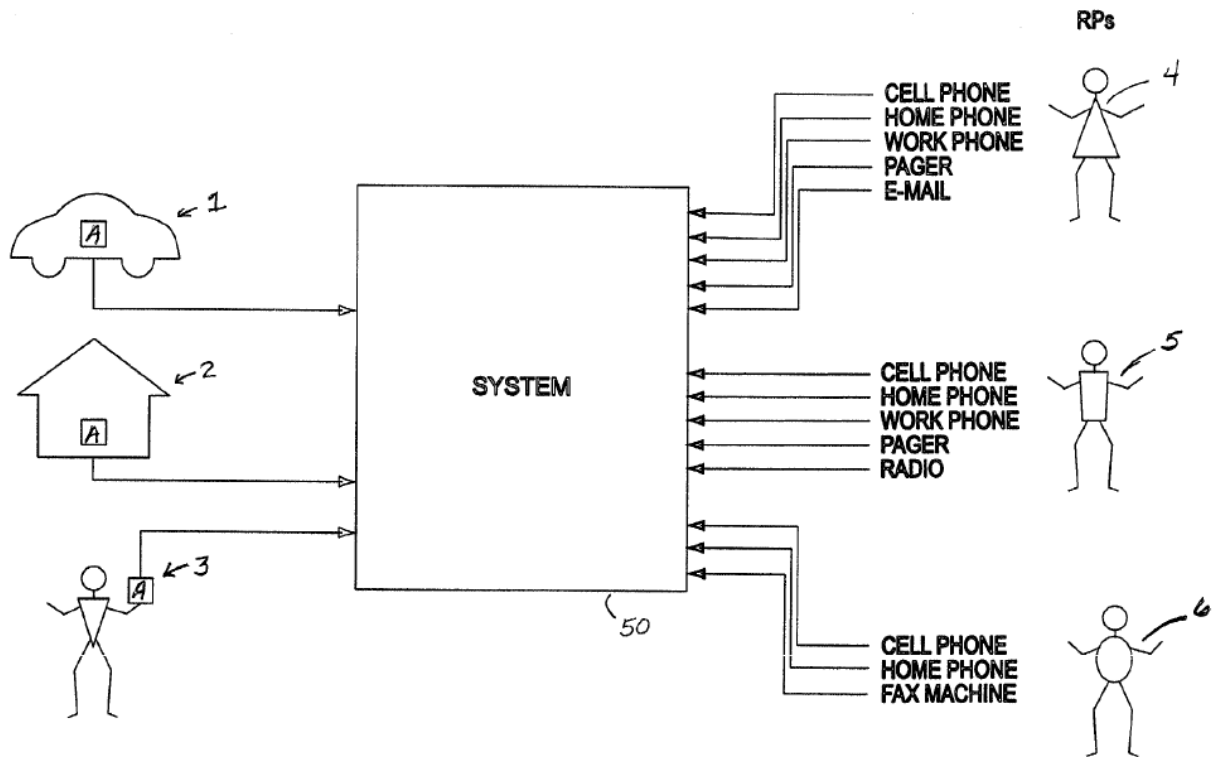 RPs
4
CELL PHONE
HOME PHONE
WORK PHONE
PAGER
E-MAIL
1
A
2
A
SYSTEM
5
CELL PHONE
HOME PHONE
WORK PHONE
PAGER
RADIO
3
A
50
6
CELL PHONE
HOME PHONE
FAX MACHINE